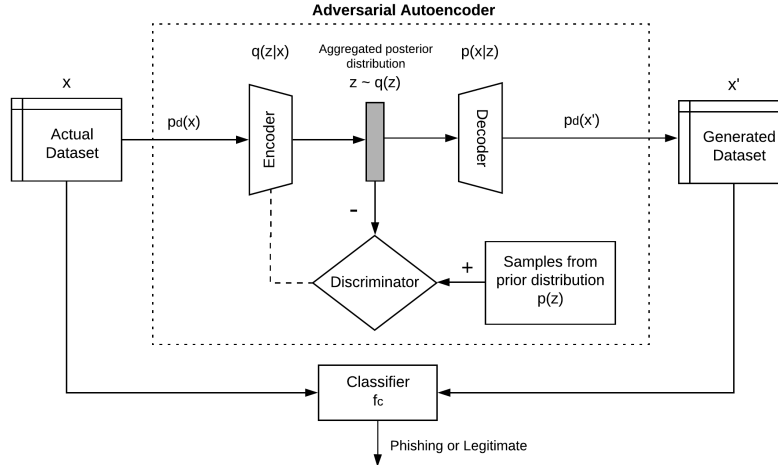 Adversarial Autoencoder
q(z|x)
Aggregated posterior
distribution
z ~ q(z)
p(x|z)
x
x'
Actual
Dataset
pd(x)
Encoder
Decoder
pd(x')
Generated
Dataset
-
Discriminator
+
Samples from
prior distribution
p(z)
Classifier
fc
Phishing or Legitimate